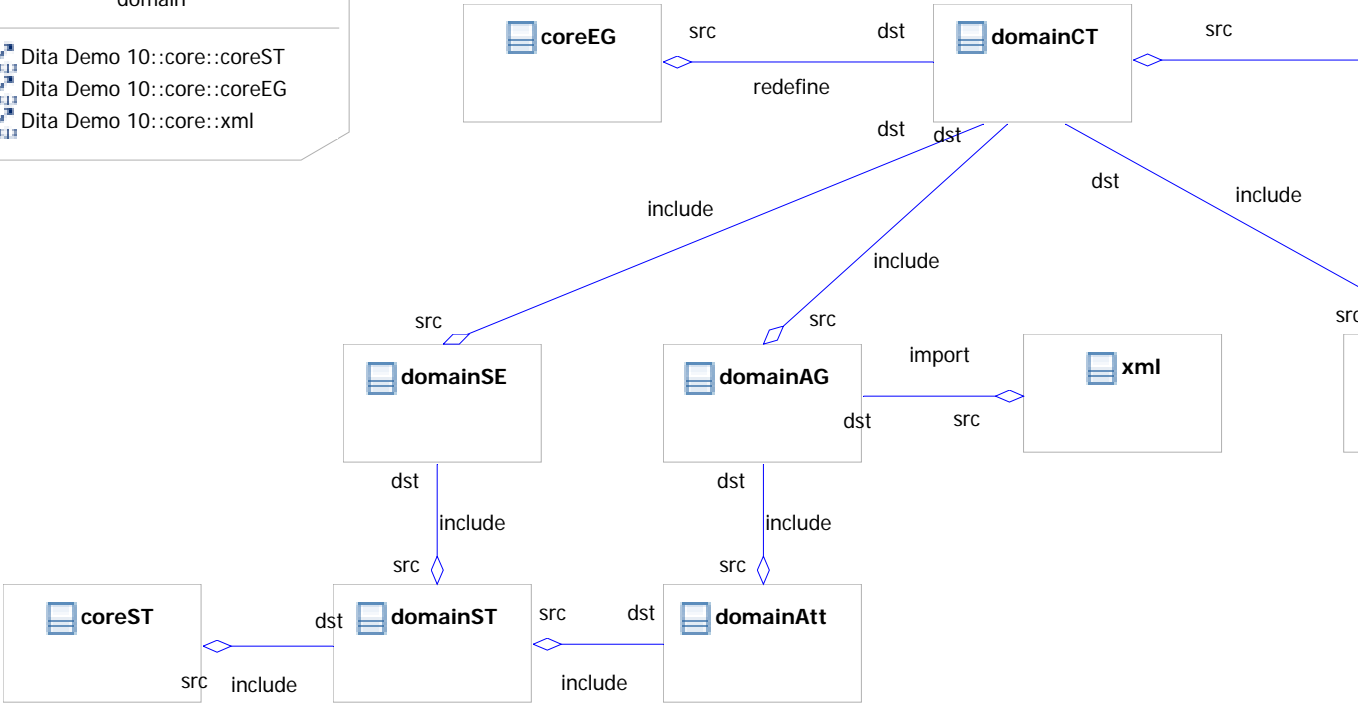 domain
Dita Demo 10::core::coreST
Dita Demo 10::core::coreEG
Dita Demo 10::core::xml
coreEG
src
dst
redefine
domainCT
src
dst
dst
dst
include
include
include
src
src
src
domainSE
domainAG
import
dst
src
xml
dst
include
src
dst
include
src
coreST
src
include
dst
domainST
src
dst
include
domainAtt